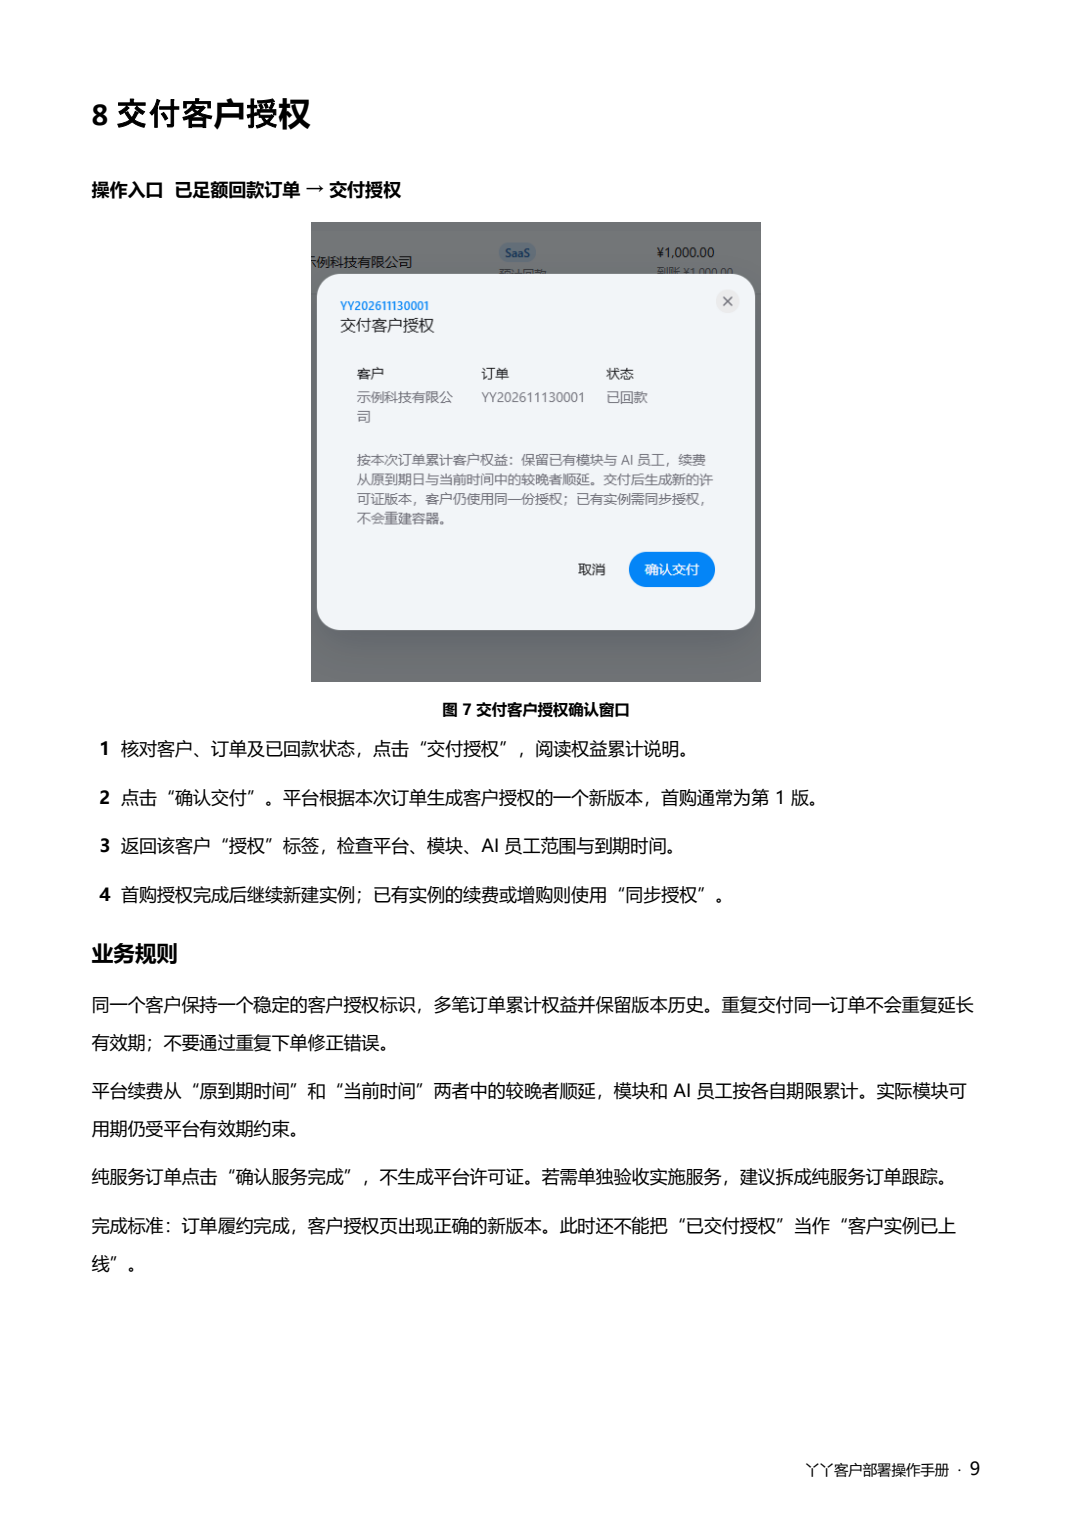 8 交付客户授权
操作入口 已足额回款订单 → 交付授权
示例科技有限公司
SaaS
¥1,000.00
预计回款
到账 ¥1,000.00
YY202611130001
交付客户授权
客户 订单 状态
示例科技有限公 YY202611130001 已回款
司
按本次订单累计客户权益：保留已有模块与 AI 员工，续费
从原到期日与当前时间中的较晚者顺延。交付后生成新的许
可证版本，客户仍使用同一份授权；已有实例需同步授权，
不会重建容器。
取消 确认交付
图 7 交付客户授权确认窗口
1 核对客户、订单及已回款状态，点击“交付授权”，阅读权益累计说明。
2 点击“确认交付”。平台根据本次订单生成客户授权的一个新版本，首购通常为第 1 版。
3 返回该客户“授权”标签，检查平台、模块、AI 员工范围与到期时间。
4 首购授权完成后继续新建实例；已有实例的续费或增购则使用“同步授权”。
业务规则
同一个客户保持一个稳定的客户授权标识，多笔订单累计权益并保留版本历史。重复交付同一订单不会重复延长
有效期；不要通过重复下单修正错误。
平台续费从“原到期时间”和“当前时间”两者中的较晚者顺延，模块和 AI 员工按各自期限累计。实际模块可
用期仍受平台有效期约束。
纯服务订单点击“确认服务完成”，不生成平台许可证。若需单独验收实施服务，建议拆成纯服务订单跟踪。
完成标准：订单履约完成，客户授权页出现正确的新版本。此时还不能把“已交付授权”当作“客户实例已上
线”。
丫丫客户部署操作手册 · 9